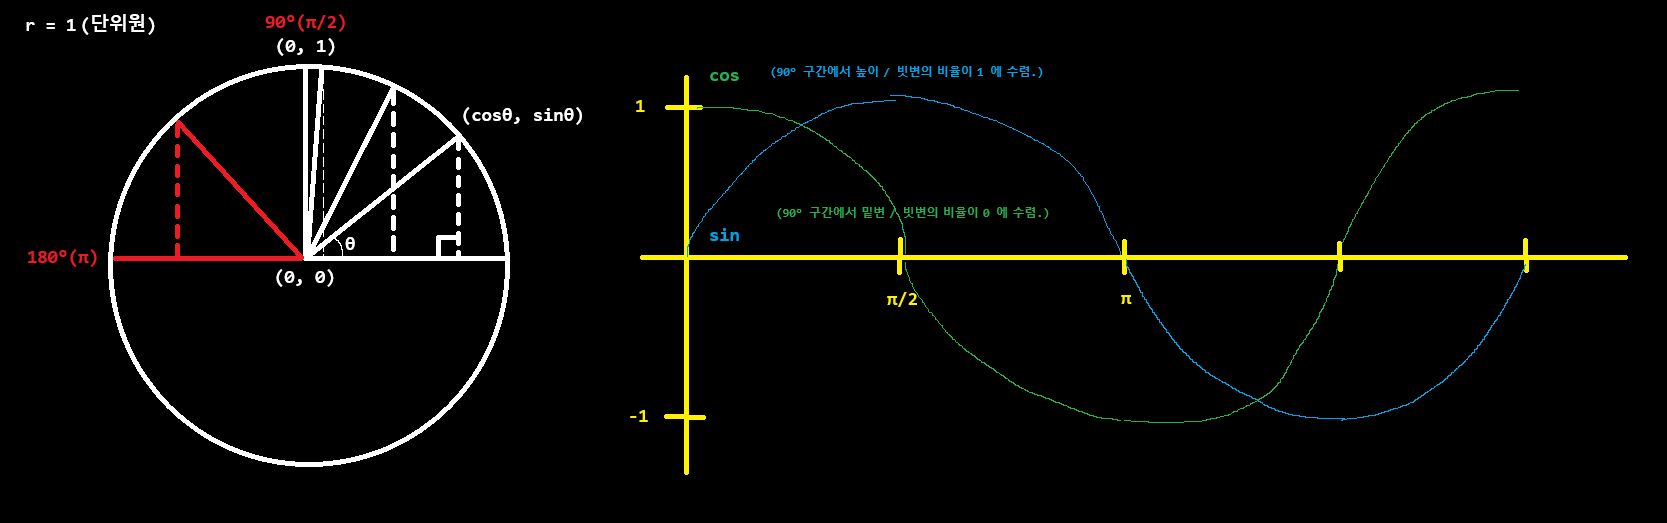 r = 1(단위원)
90°(π/2)
(0, 1)
(cosθ, sinθ)
θ
180°(π)
(0, 0)
cos
(90° 구간에서 높이 / 빗변의 비율이 1 에 수렴.)
1
(90° 구간에서 밑변 / 빗변의 비율이 0 에 수렴.)
sin
π/2
π
-1